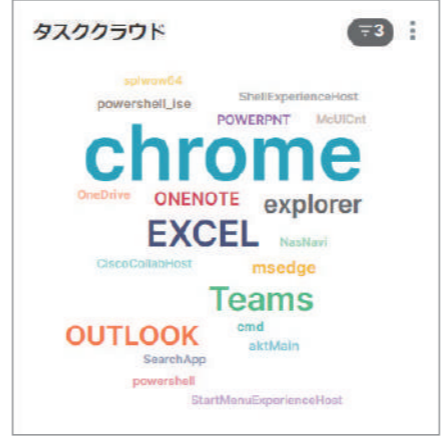 タスククラウド
3
splwow64
powershell_ise
ShellExperienceHost
POWERPNT
McUICnt
chrome
OneDrive
ONENOTE
explorer
EXCEL
NasNavi
CiscoCollabHost
msedge
Teams
cmd
OUTLOOK
aktMain
SearchApp
powershell
StartMenuExperienceHost